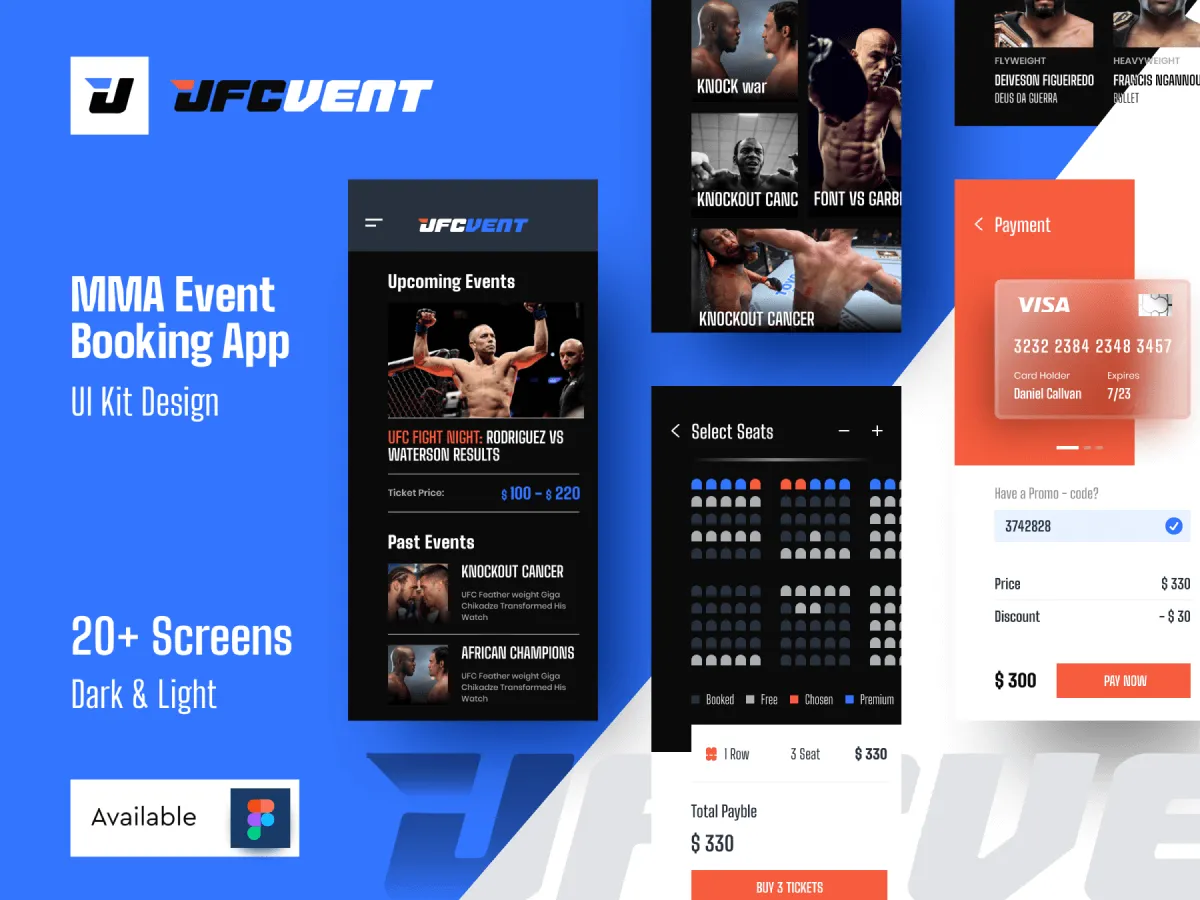 UFCVENT
MMA Event
Booking App
UI Kit Design
20+ Screens
Dark & Light
Available
UFCVENT
Upcoming Events
UFC FIGHT NIGHT: RODRIGUEZ VS
WATERSON RESULTS
Ticket Price:
$ 100 - $ 220
Past Events
KNOCKOUT CANCER
UFC Feather weight Giga
Chikadze Transformed His
Watch
AFRICAN CHAMPIONS
UFC Feather weight Giga
Chikadze Transformed His
Watch
KNOCK war
KNOCKOUT CANC
FONT VS GARB
KNOCKOUT CANCER
Select Seats
Booked
Free
Chosen
Premium
1 Row
3 Seat
$ 330
Total Payble
$ 330
BUY 3 TICKETS
FLYWEIGHT
DEIVESON FIGUEIREDO
DEUS DA GUERRA
HEAVYWEIGHT
FRANCIS NGANNOU
Payment
VISA
3232 2384 2348 3457
Card Holder
Expires
Daniel Callvan
7/23
Have a Promo - code?
3742828
Price
$ 330
Discount
- $ 30
$ 300
PAY NOW
UFCVE